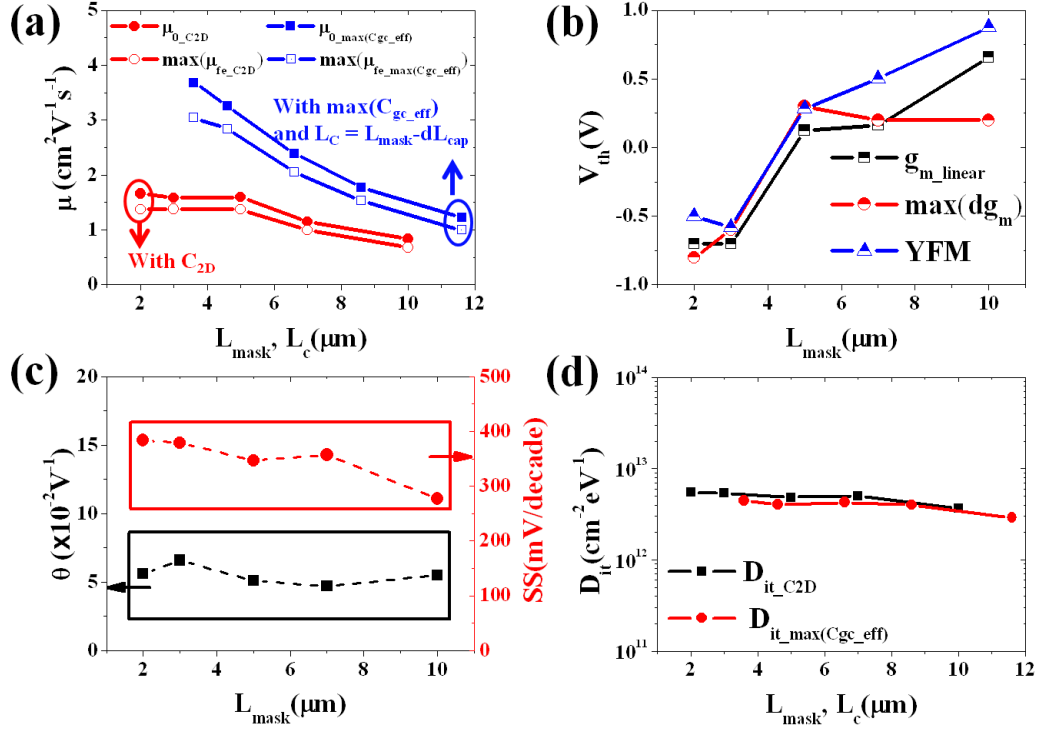 (a)
5
4
3
2
1
0
μ (cm²V⁻¹s⁻¹)
μ0_C2D
μ0_max(Cgc_eff)
max(μfe_C2D)
max(μfe_max(Cgc_eff))
With max(Cgc_eff)
and LC = Lmask-dLcap
With C2D
0 2 4 6 8 10 12
Lmask, Lc(μm)
(b)
1.0
0.5
0.0
-0.5
-1.0
Vth(V)
gm_linear
max(dgm)
YFM
2 4 6 8 10
Lmask(μm)
(c)
20
15
10
5
0
θ (×10⁻²V⁻¹)
500
400
300
200
100
0
SS(mV/decade)
2 4 6 8 10
Lmask(μm)
(d)
10¹⁴
10¹³
10¹²
10¹¹
Dit(cm⁻²eV⁻¹)
Dit_C2D
Dit_max(Cgc_eff)
2 4 6 8 10
Lmask, Lc(μm)